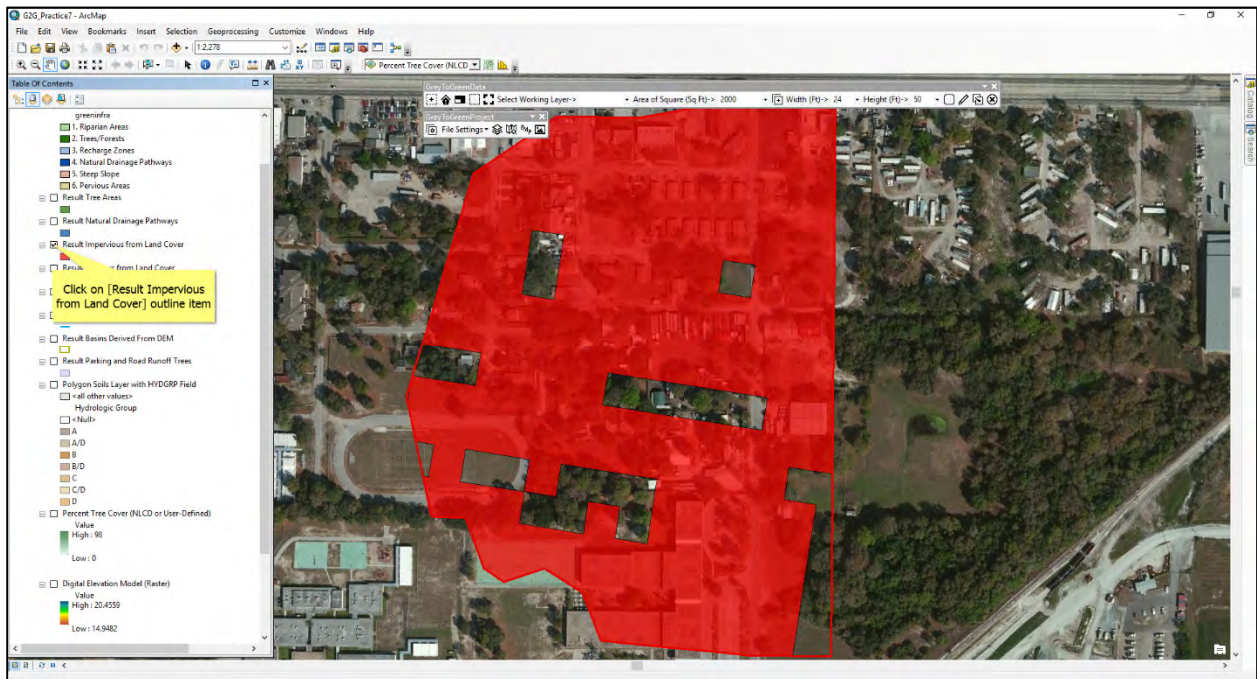 G2G_Practice7 - ArcMap
File Edit View Bookmarks Insert Selection Geoprocessing Customize Windows Help
1:2,278
Percent Tree Cover (NLCD
Table Of Contents
greeninfra
1. Riparian Areas
2. Trees/Forests
3. Recharge Zones
4. Natural Drainage Pathways
5. Steep Slope
6. Pervious Areas
Result Tree Areas
Result Natural Drainage Pathways
Result Impervious from Land Cover
from Land Cover
Click on [Result Impervious
from Land Cover] outline item
Result Basins Derived From DEM
Result Parking and Road Runoff Trees
Polygon Soils Layer with HYDGRP Field
<all other values>
Hydrologic Group
<Null>
A
A/D
B
B/D
C
C/D
D
Percent Tree Cover (NLCD or User-Defined)
Value
High : 98
Low : 0
Digital Elevation Model (Raster)
Value
High : 20.4559
Low : 14.9482
GreyToGreenData
Select Working Layer-> Area of Square (Sq Ft)-> 2000 Width (Ft)-> 24 Height (Ft)-> 50
GreyToGreenProject
File Settings
Catalog
Search